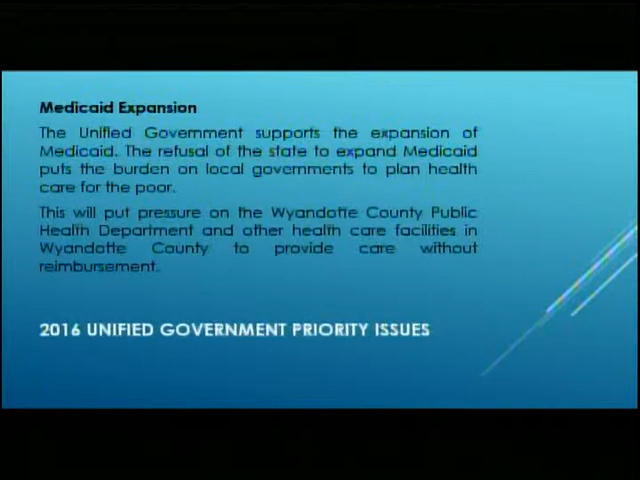 Medicaid Expansion
The Unified Government supports the expansion of
Medicaid. The refusal of the state to expand Medicaid
puts the burden on local governments to plan health
care for the poor.
This will put pressure on the Wyandotte County Public
Health Department and other health care facilities in
Wyandotte County to provide care without
reimbursement.
2016 UNIFIED GOVERNMENT PRIORITY ISSUES